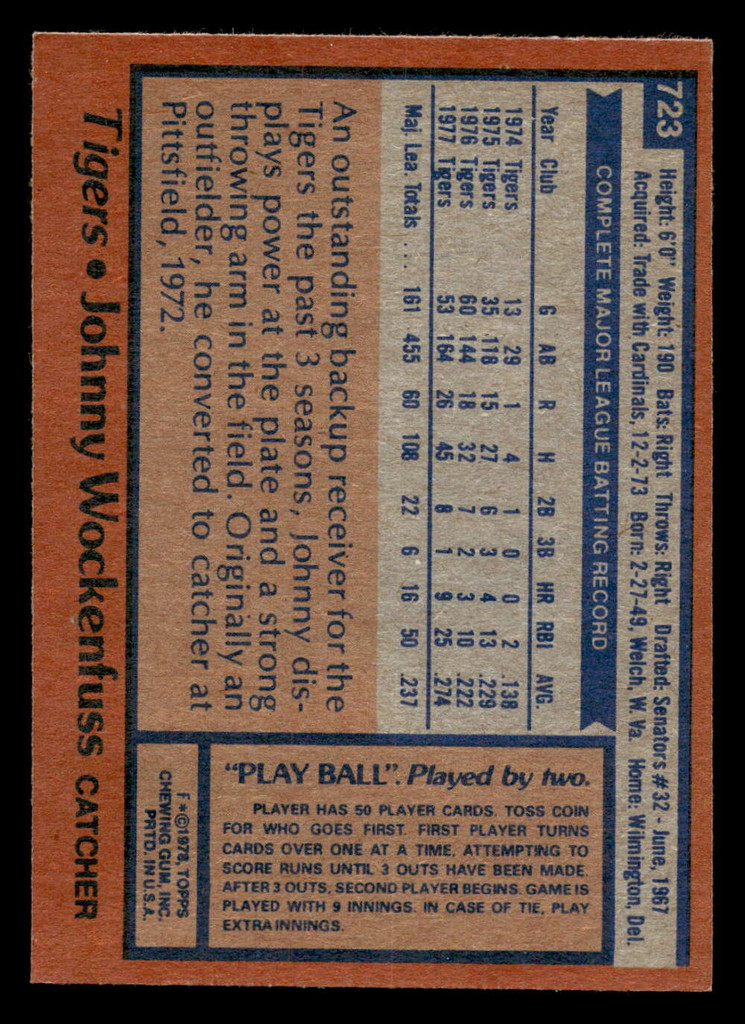 723
Height: 6'0" Weight: 190 Bats: Right Throws: Right Drafted: Senators #32 - June, 1967
Acquired: Trade with Cardinals, 12-2-73 Born: 2-27-49, Welch, W. Va. Home: Wilmington, Del.
COMPLETE MAJOR LEAGUE BATTING RECORD
Year Club G AB R H 2B 3B HR RBI AVG.
1974 Tigers 13 29 1 4 1 0 0 2 .138
1975 Tigers 35 118 15 27 6 3 4 13 .229
1976 Tigers 60 144 18 32 7 2 3 10 .222
1977 Tigers 53 164 26 45 8 1 9 25 .274
Maj. Lea. Totals ... 161 455 60 108 22 6 16 50 .237
An outstanding backup receiver for the
Tigers the past 3 seasons, Johnny dis-
plays power at the plate and a strong
throwing arm in the field. Originally an
outfielder, he converted to catcher at
Pittsfield, 1972.
"PLAY BALL". Played by two.
PLAYER HAS 50 PLAYER CARDS. TOSS COIN
FOR WHO GOES FIRST. FIRST PLAYER TURNS
CARDS OVER ONE AT A TIME, ATTEMPTING TO
SCORE RUNS UNTIL 3 OUTS HAVE BEEN MADE.
AFTER 3 OUTS, SECOND PLAYER BEGINS. GAME IS
PLAYED WITH 9 INNINGS. IN CASE OF TIE, PLAY
EXTRA INNINGS.
F*©1978, TOPPS
CHEWING GUM, INC.
PRTD. IN U.S.A.
Tigers • Johnny Wockenfuss CATCHER